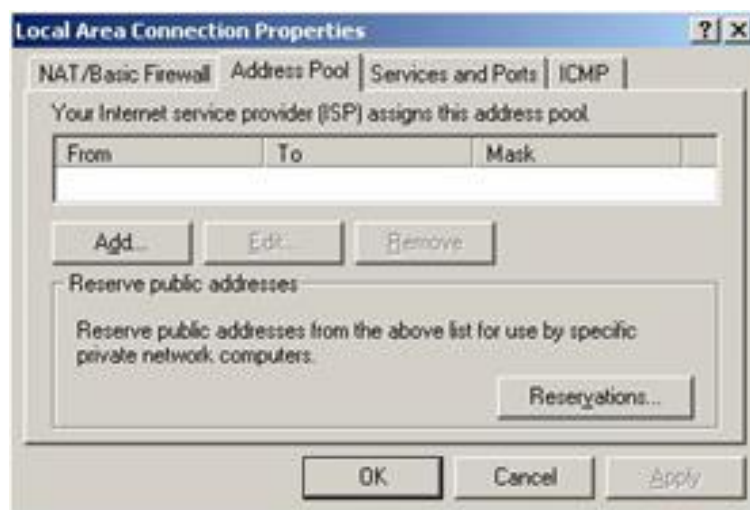 Local Area Connection Properties
NAT/Basic Firewall Address Pool Services and Ports ICMP
Your Internet service provider (ISP) assigns this address pool.
From To Mask
Add... Edit... Remove
Reserve public addresses
Reserve public addresses from the above list for use by specific
private network computers.
Reservations...
OK Cancel Apply